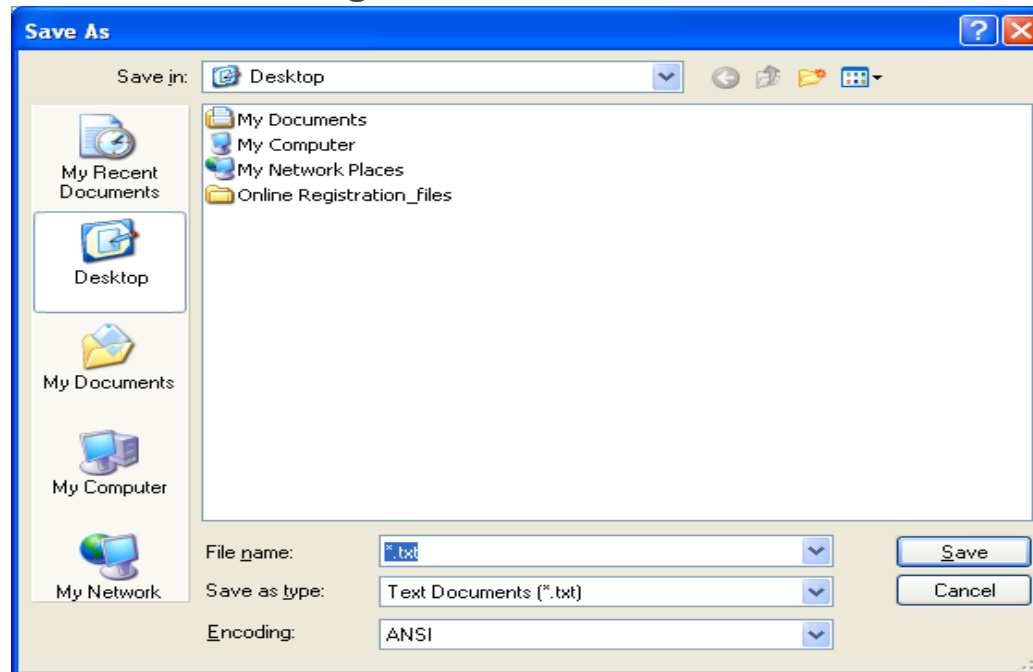 Save As
Save in:
Desktop
My Recent
Documents
Desktop
My Documents
My Computer
My Network
My Documents
My Computer
My Network Places
Online Registration_files
File name:
*.txt
Save
Save as type:
Text Documents (*.txt)
Cancel
Encoding:
ANSI